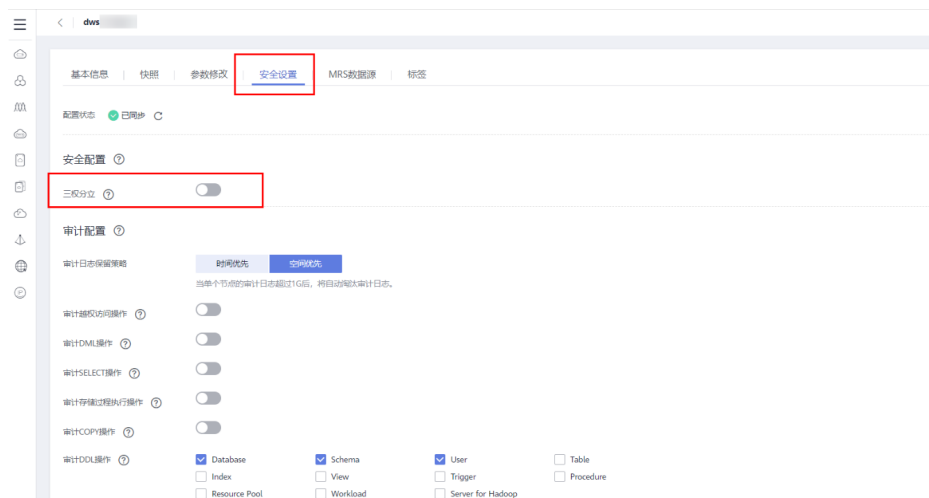 dws
基本信息 快照 参数修改 安全设置 MRS数据源 标签
配置状态 已同步
安全配置
三权分立
审计配置
审计日志保留策略 时间优先 空间优先
当单个节点的审计日志超过1G后，将自动淘汰审计日志。
审计越权访问操作
审计DML操作
审计SELECT操作
审计存储过程执行操作
审计COPY操作
审计DDL操作 Database Schema User Table
Index View Trigger Procedure
Resource Pool Workload Server for Hadoop